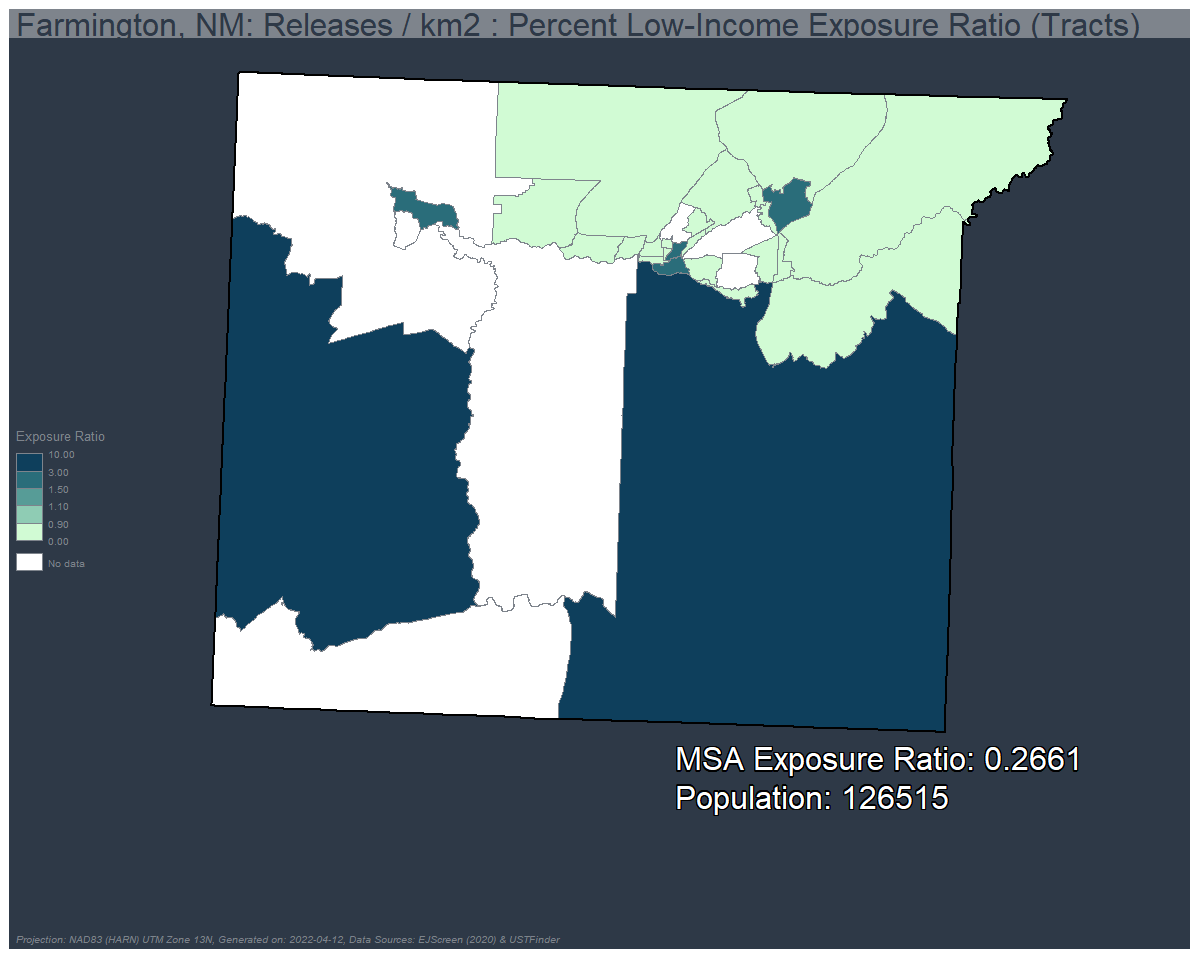 Farmington, NM: Releases / km2 : Percent Low-Income Exposure Ratio (Tracts)
Exposure Ratio
10.00
3.00
1.50
1.10
0.90
0.00
No data
MSA Exposure Ratio: 0.2661
Population: 126515
Projection: NAD83 (HARN) UTM Zone 13N, Generated on: 2022-04-12, Data Sources: EJScreen (2020) & USTFinder